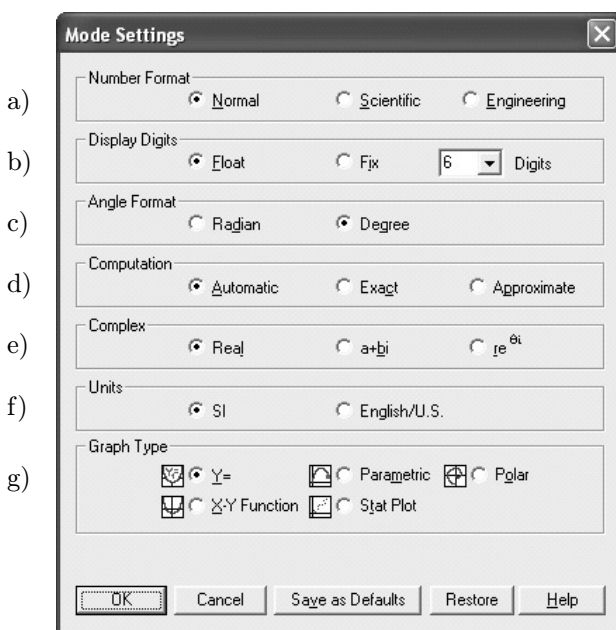 Mode Settings
Number Format
a) Normal Scientific Engineering
Display Digits
b) Float Fix 6 Digits
Angle Format
c) Radian Degree
Computation
d) Automatic Exact Approximate
Complex
e) Real a+bi re^θi
Units
f) SI English/U.S.
Graph Type
g) Y= Parametric Polar
X-Y Function Stat Plot
OK Cancel Save as Defaults Restore Help